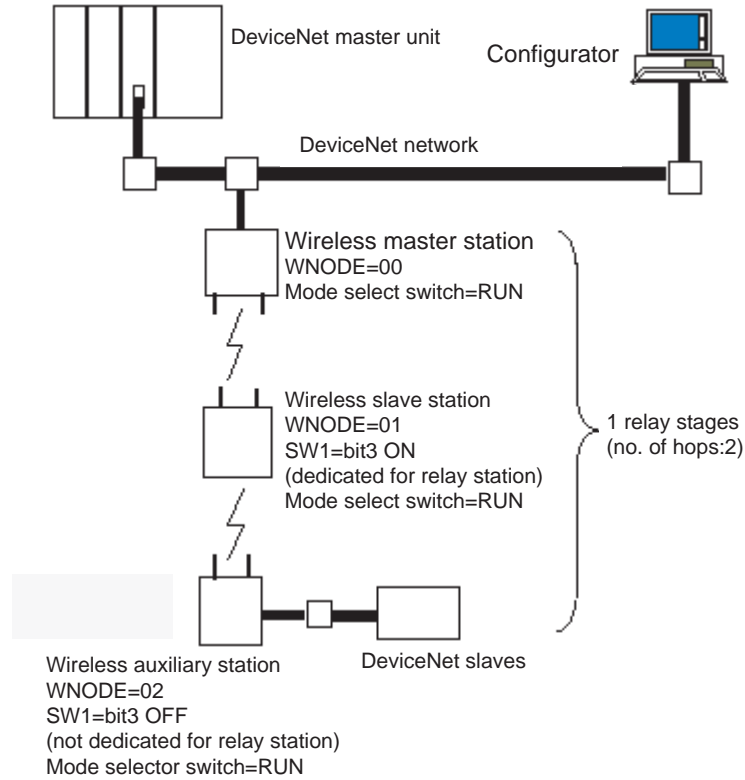 DeviceNet master unit
Configurator
DeviceNet network
Wireless master station
WNODE=00
Mode select switch=RUN
Wireless slave station
WNODE=01
SW1=bit3 ON
(dedicated for relay station)
Mode select switch=RUN
1 relay stages
(no. of hops:2)
DeviceNet slaves
Wireless auxiliary station
WNODE=02
SW1=bit3 OFF
(not dedicated for relay station)
Mode selector switch=RUN